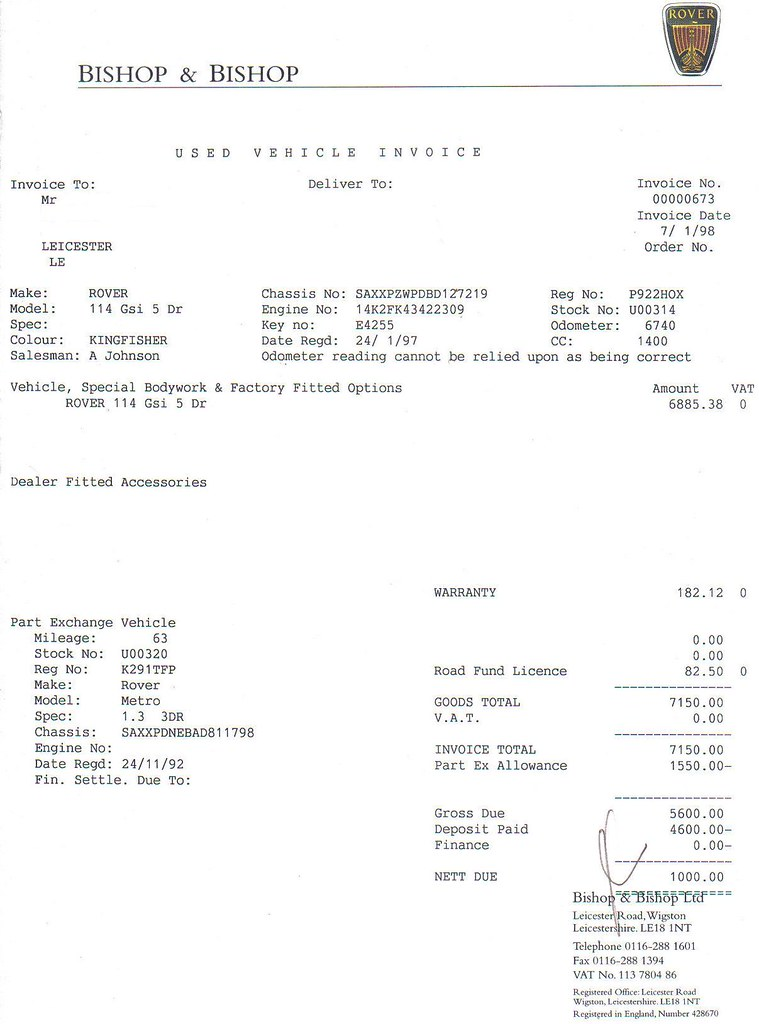 ROVER
BISHOP & BISHOP
USED VEHICLE INVOICE
Invoice To: Deliver To: Invoice No.
Mr 00000673
Invoice Date
7/ 1/98
LEICESTER Order No.
LE
Make: ROVER Chassis No: SAXXPZWPDBD127219 Reg No: P922HOX
Model: 114 Gsi 5 Dr Engine No: 14K2FK43422309 Stock No: U00314
Spec: Key no: E4255 Odometer: 6740
Colour: KINGFISHER Date Regd: 24/ 1/97 CC: 1400
Salesman: A Johnson Odometer reading cannot be relied upon as being correct
Vehicle, Special Bodywork & Factory Fitted Options Amount VAT
ROVER 114 Gsi 5 Dr 6885.38 0
Dealer Fitted Accessories
WARRANTY 182.12 0
Part Exchange Vehicle
Mileage: 63 0.00
Stock No: U00320 0.00
Reg No: K291TFP Road Fund Licence 82.50 0
Make: Rover
Model: Metro GOODS TOTAL 7150.00
Spec: 1.3 3DR V.A.T. 0.00
Chassis: SAXXPDNEBAD811798
Engine No: INVOICE TOTAL 7150.00
Date Regd: 24/11/92 Part Ex Allowance 1550.00-
Fin. Settle. Due To:
Gross Due 5600.00
Deposit Paid 4600.00-
Finance 0.00-
NETT DUE 1000.00
Bishop & Bishop Ltd
Leicester Road, Wigston
Leicestershire. LE18 1NT
Telephone 0116-288 1601
Fax 0116-288 1394
VAT No. 113 7804 86
Registered Office: Leicester Road
Wigston, Leicestershire. LE18 1NT
Registered in England, Number 428670